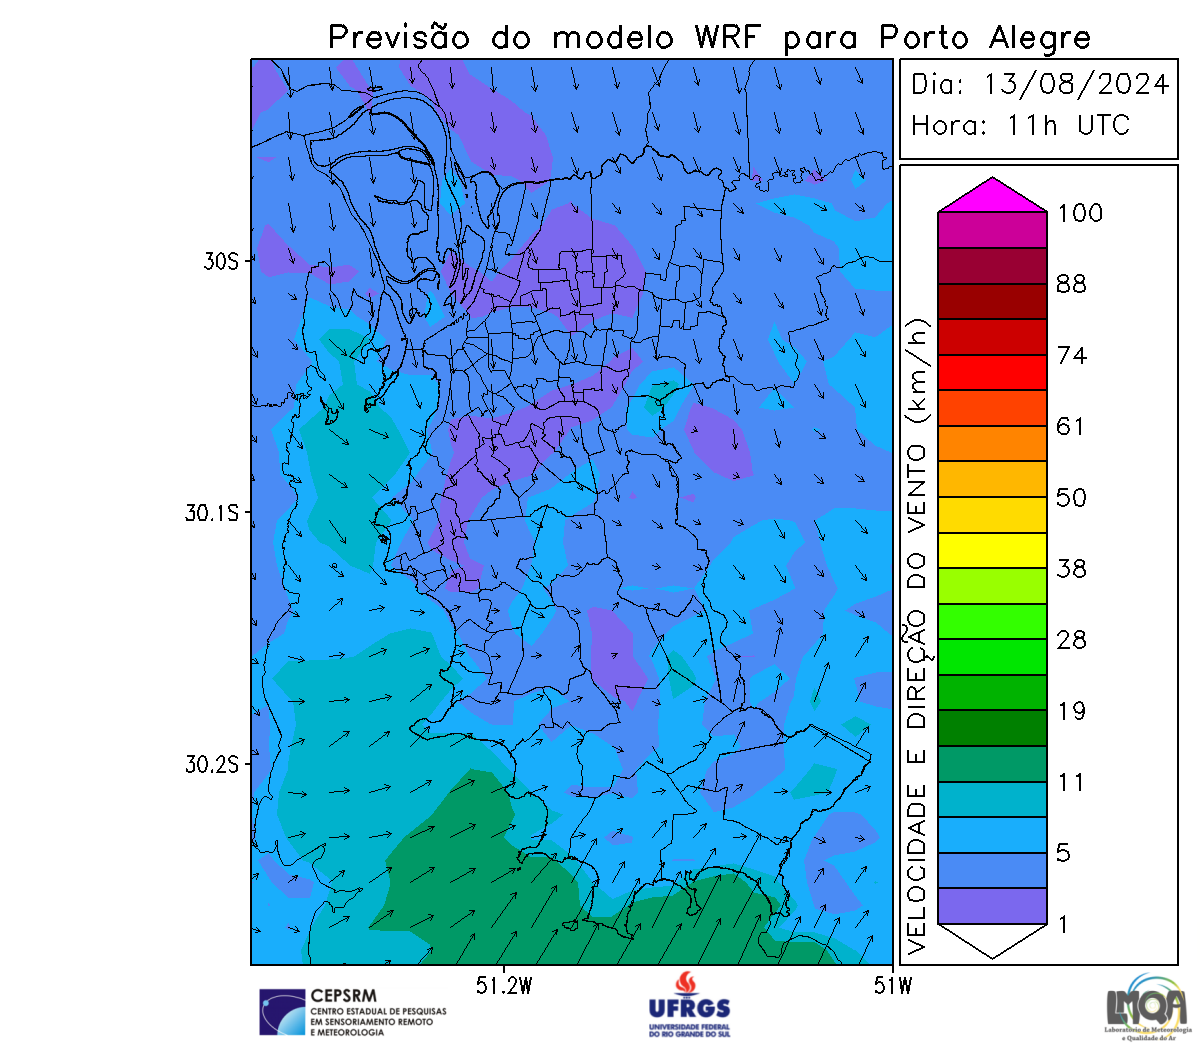 Previsão do modelo WRF para Porto Alegre
Dia: 13/08/2024
Hora: 11h UTC
30S
30.1S
30.2S
51.2W
51W
VELOCIDADE E DIREÇÃO DO VENTO (km/h)
100
88
74
61
50
38
28
19
11
5
1
CEPSRM
CENTRO ESTADUAL DE PESQUISAS
EM SENSORIAMENTO REMOTO
E METEOROLOGIA
UFRGS
UNIVERSIDADE FEDERAL
DO RIO GRANDE DO SUL
LMQA
Laboratório de Meteorologia
e Qualidade do Ar